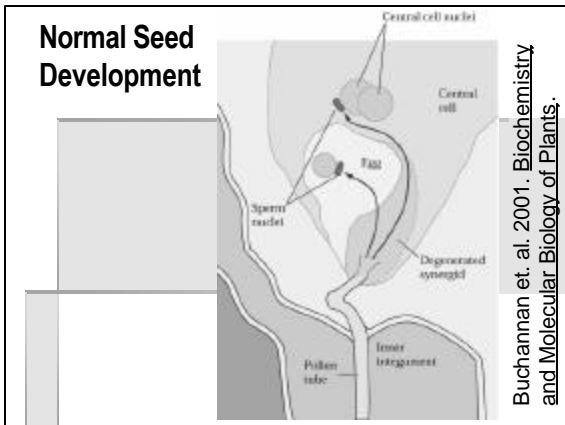 Normal Seed
Development
Central cell nuclei
Central
cell
Egg
Sperm
nuclei
Degenerated
synergid
Inner
integument
Pollen
tube
Buchannan et. al. 2001. Biochemistry
and Molecular Biology of Plants.